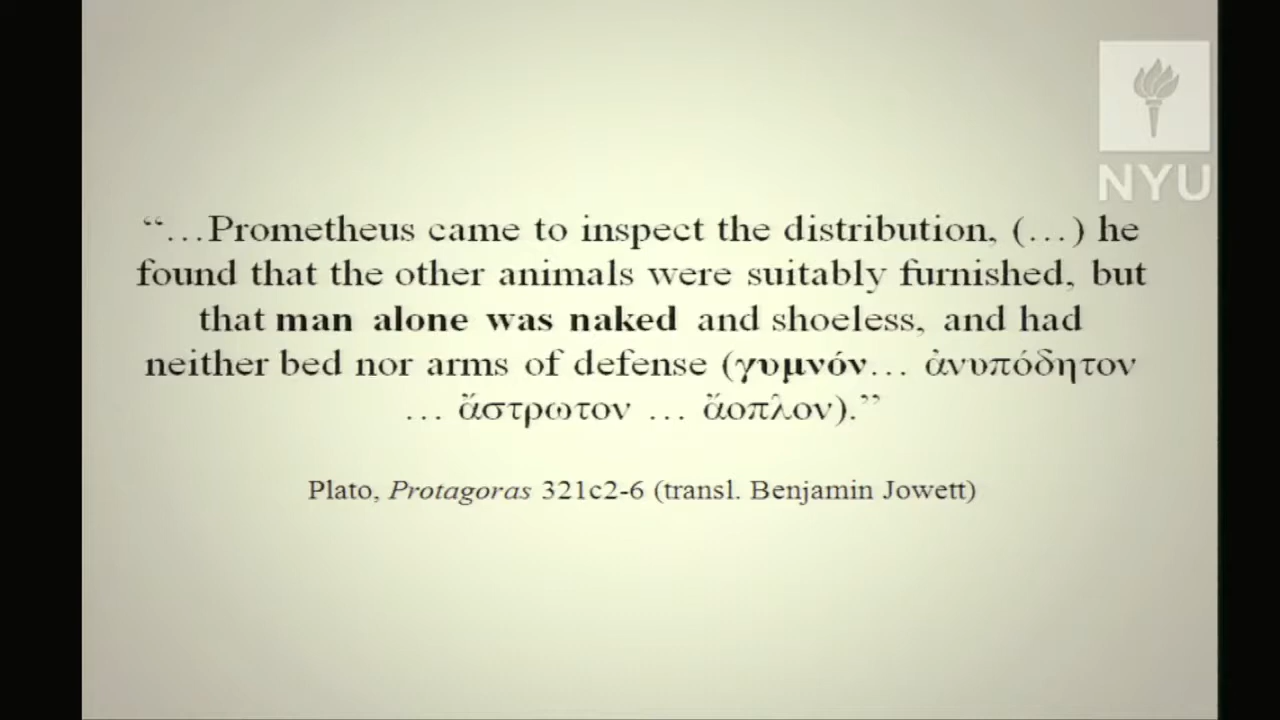 NYU
“…Prometheus came to inspect the distribution, (…) he
found that the other animals were suitably furnished, but
that man alone was naked and shoeless, and had
neither bed nor arms of defense (γυμνόν… ἀνυπόδητον
… ἄστρωτον … ἄοπλον).”
Plato, Protagoras 321c2-6 (transl. Benjamin Jowett)